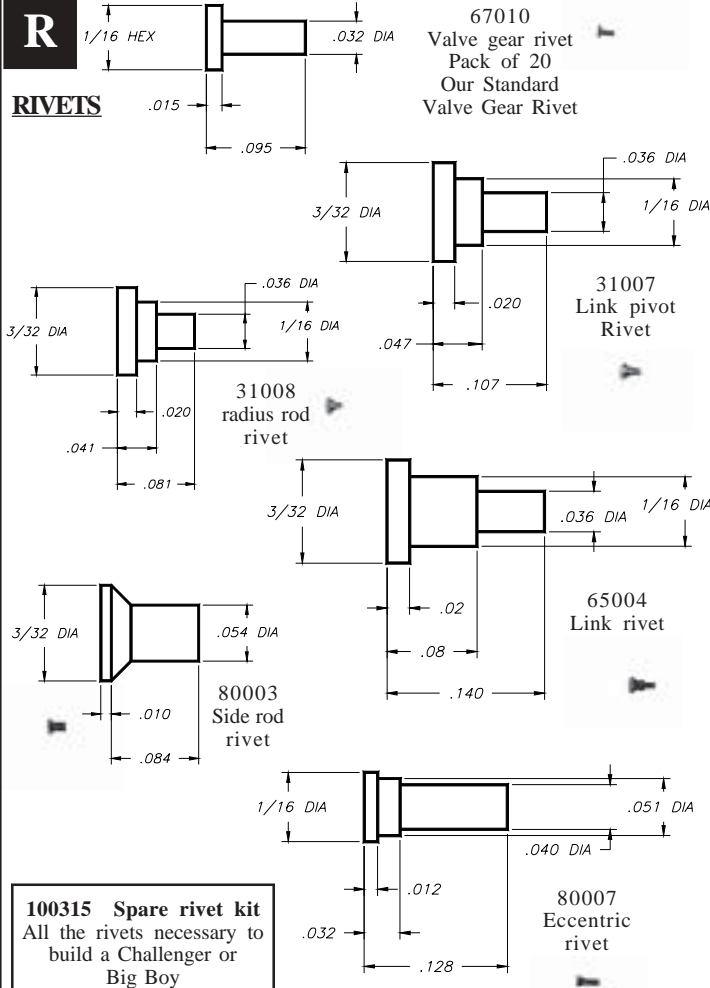 R
RIVETS
1/16 HEX
.032 DIA
.015
.095
67010
Valve gear rivet
Pack of 20
Our Standard
Valve Gear Rivet
3/32 DIA
.036 DIA
1/16 DIA
.020
.047
.107
31007
Link pivot
Rivet
3/32 DIA
.036 DIA
1/16 DIA
.020
.041
.081
31008
radius rod
rivet
3/32 DIA
.036 DIA
1/16 DIA
.02
.08
.140
65004
Link rivet
3/32 DIA
.054 DIA
.010
.084
80003
Side rod
rivet
1/16 DIA
.051 DIA
.040 DIA
.012
.032
.128
80007
Eccentric
rivet
100315 Spare rivet kit
All the rivets necessary to
build a Challenger or
Big Boy